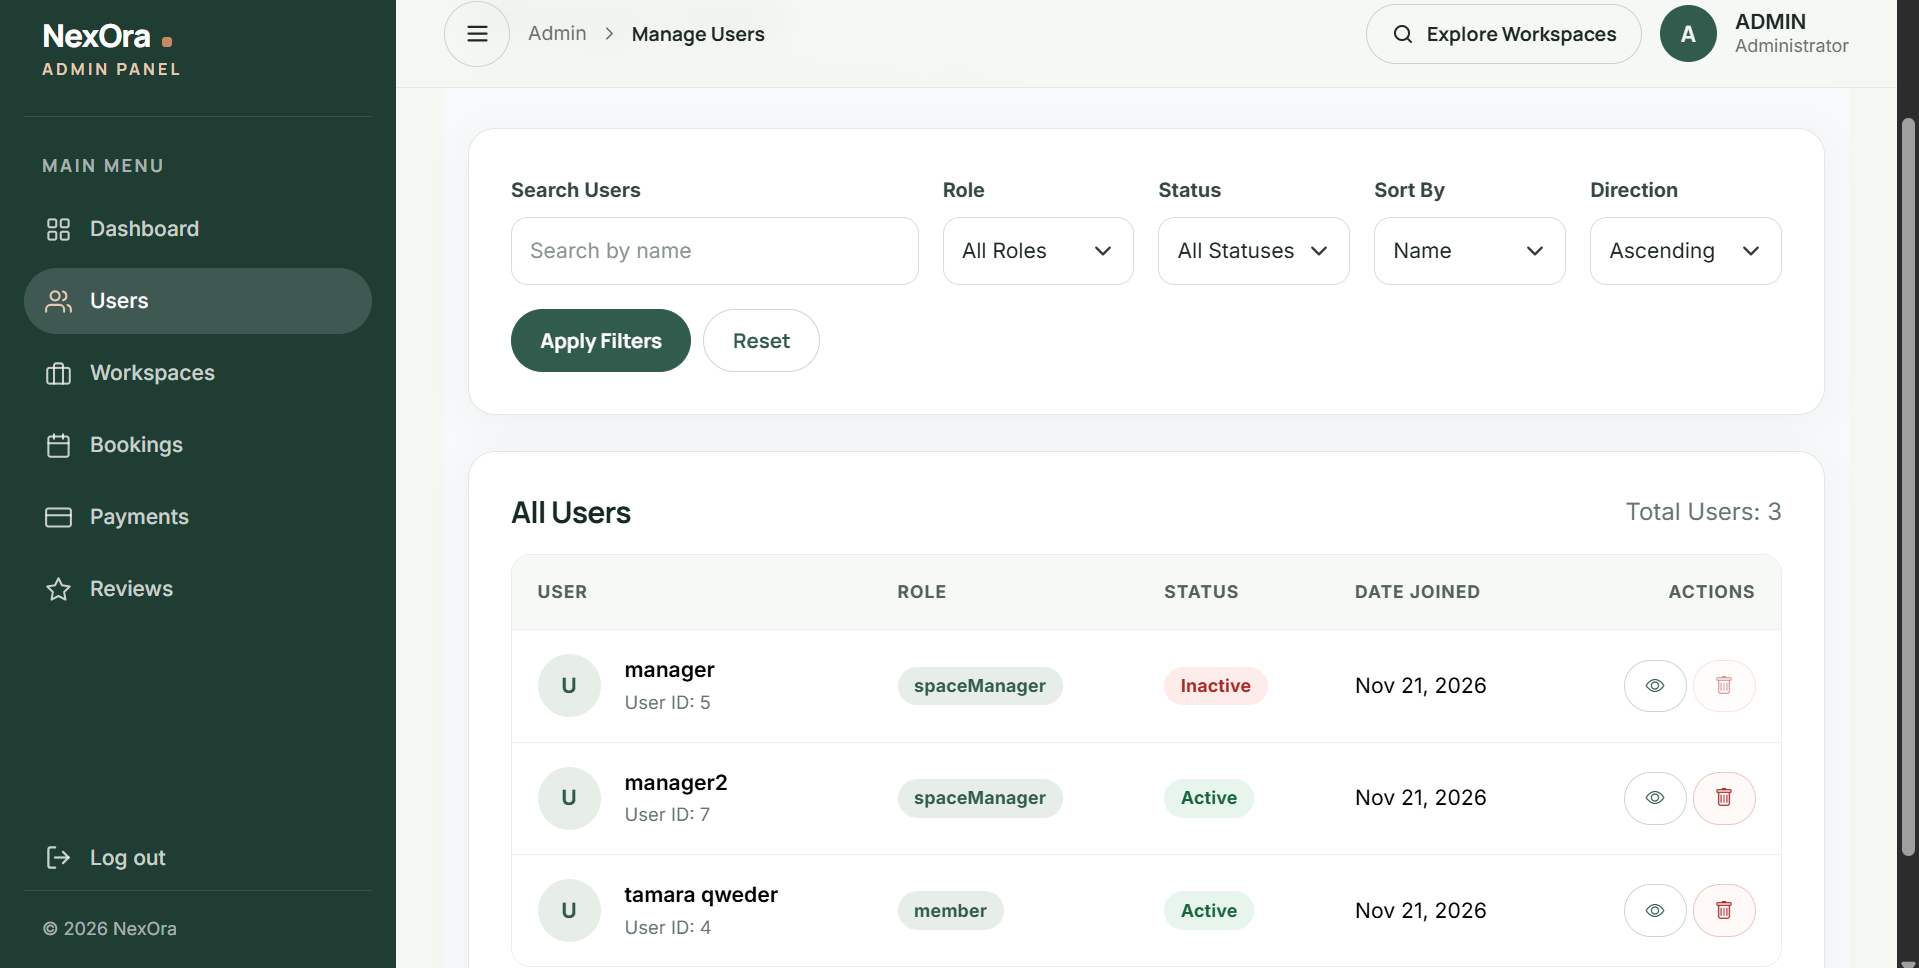 NexOra
ADMIN PANEL
MAIN MENU
Dashboard
Users
Workspaces
Bookings
Payments
Reviews
Log out
© 2026 NexOra
Admin > Manage Users
Explore Workspaces
A
ADMIN
Administrator
Search Users
Search by name
Role
All Roles
Status
All Statuses
Sort By
Name
Direction
Ascending
Apply Filters
Reset
All Users
Total Users: 3
USER ROLE STATUS DATE JOINED ACTIONS
U manager spaceManager Inactive Nov 21, 2026
User ID: 5
U manager2 spaceManager Active Nov 21, 2026
User ID: 7
U tamara qweder member Active Nov 21, 2026
User ID: 4